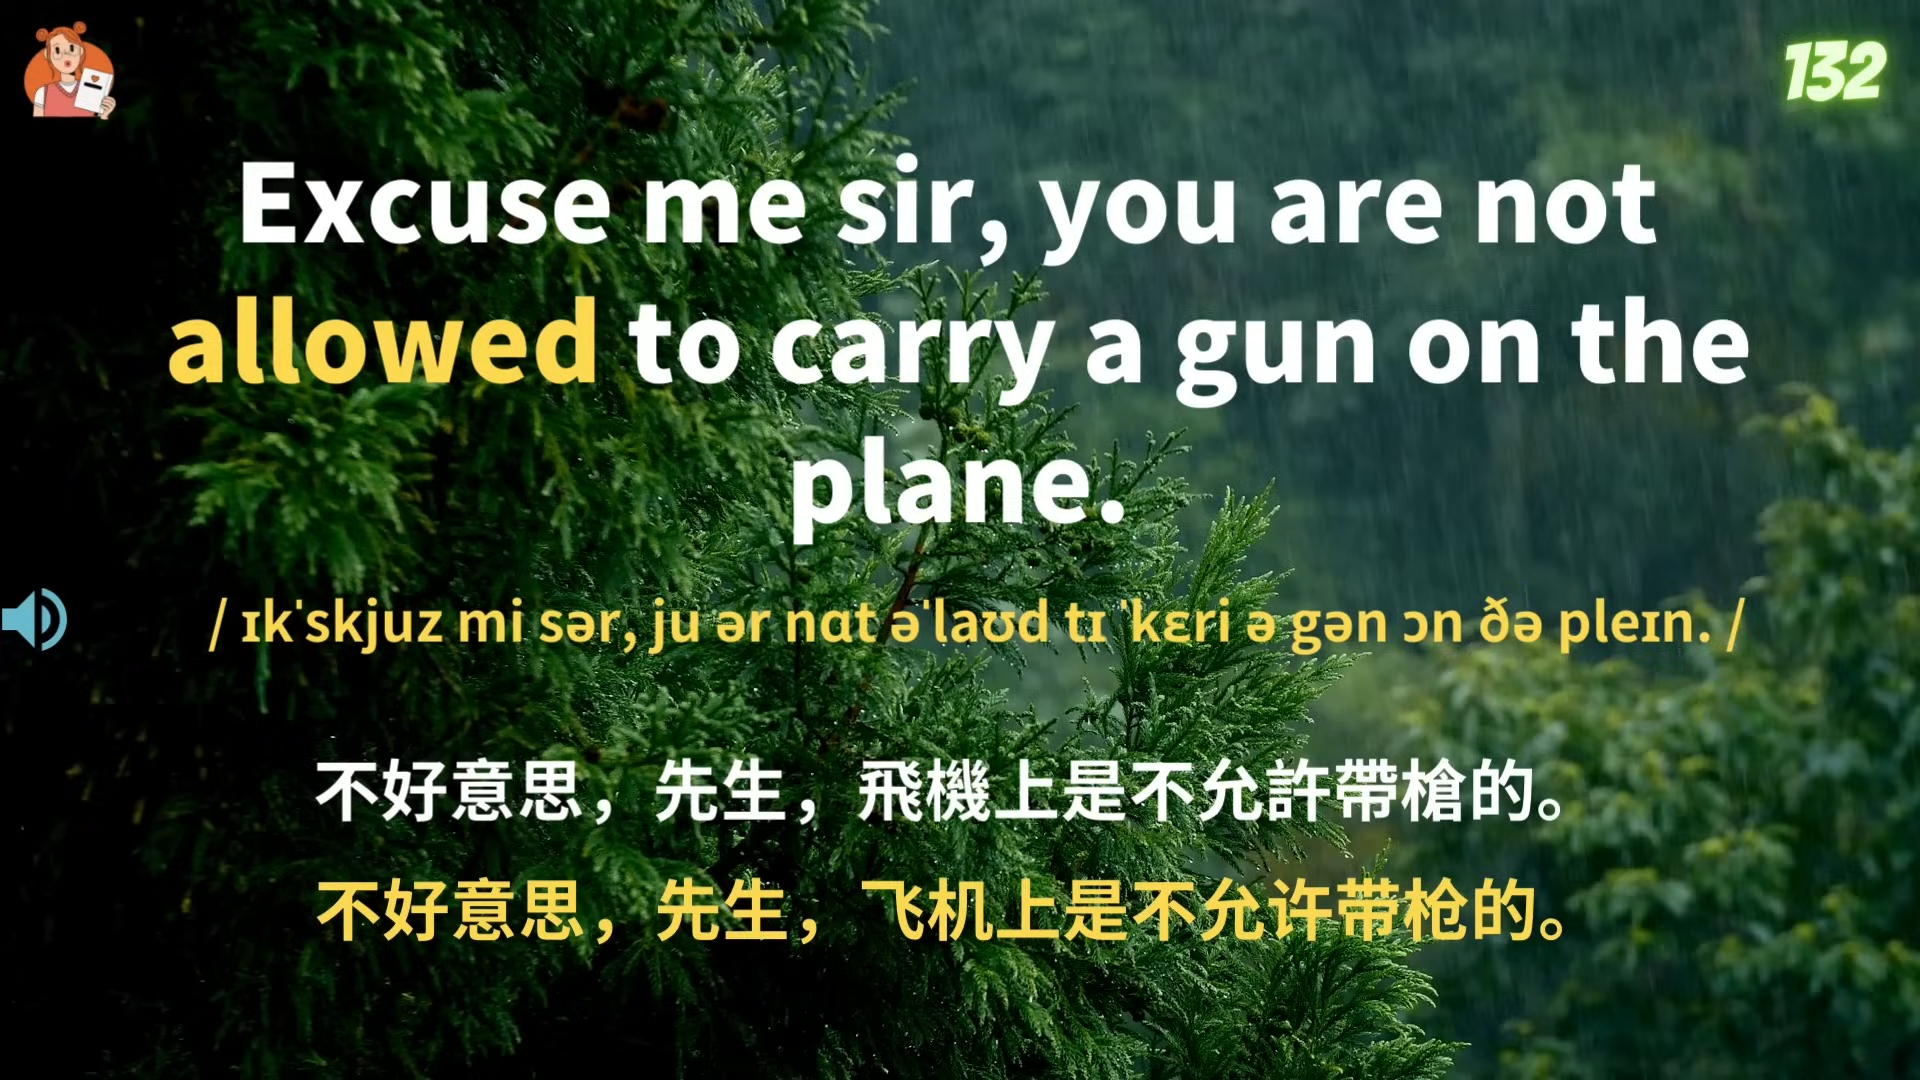 132
Excuse me sir, you are not
allowed to carry a gun on the
plane.
/ ɪkˈskjuz mi sər, ju ər nɑt əˈlaʊd tɪ ˈkɛri ə gən ɔn ðə pleɪn. /
不好意思，先生，飛機上是不允許帶槍的。
不好意思，先生，飞机上是不允许带枪的。